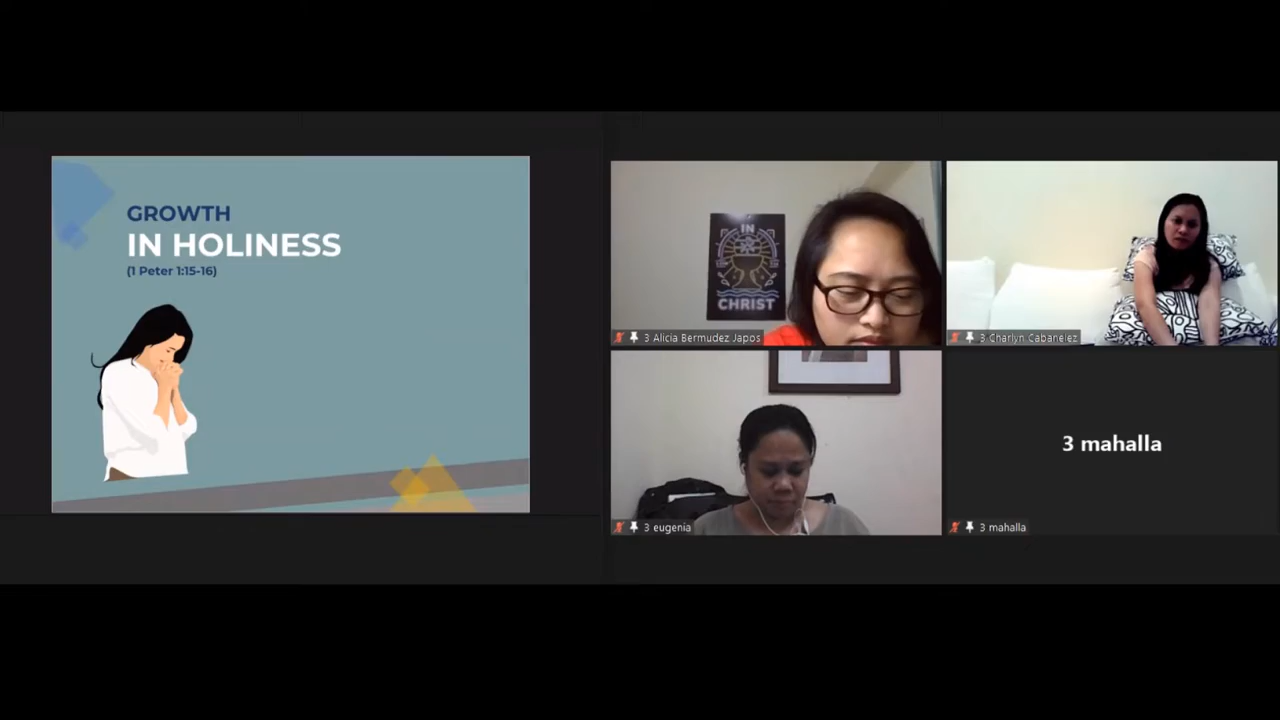 GROWTH
IN HOLINESS
(1 Peter 1:15-16)
IN
CHRIST
3 Alicia Bermudez Japos
3 Charlyn Cabanelez
3 eugenia
3 mahalla
3 mahalla